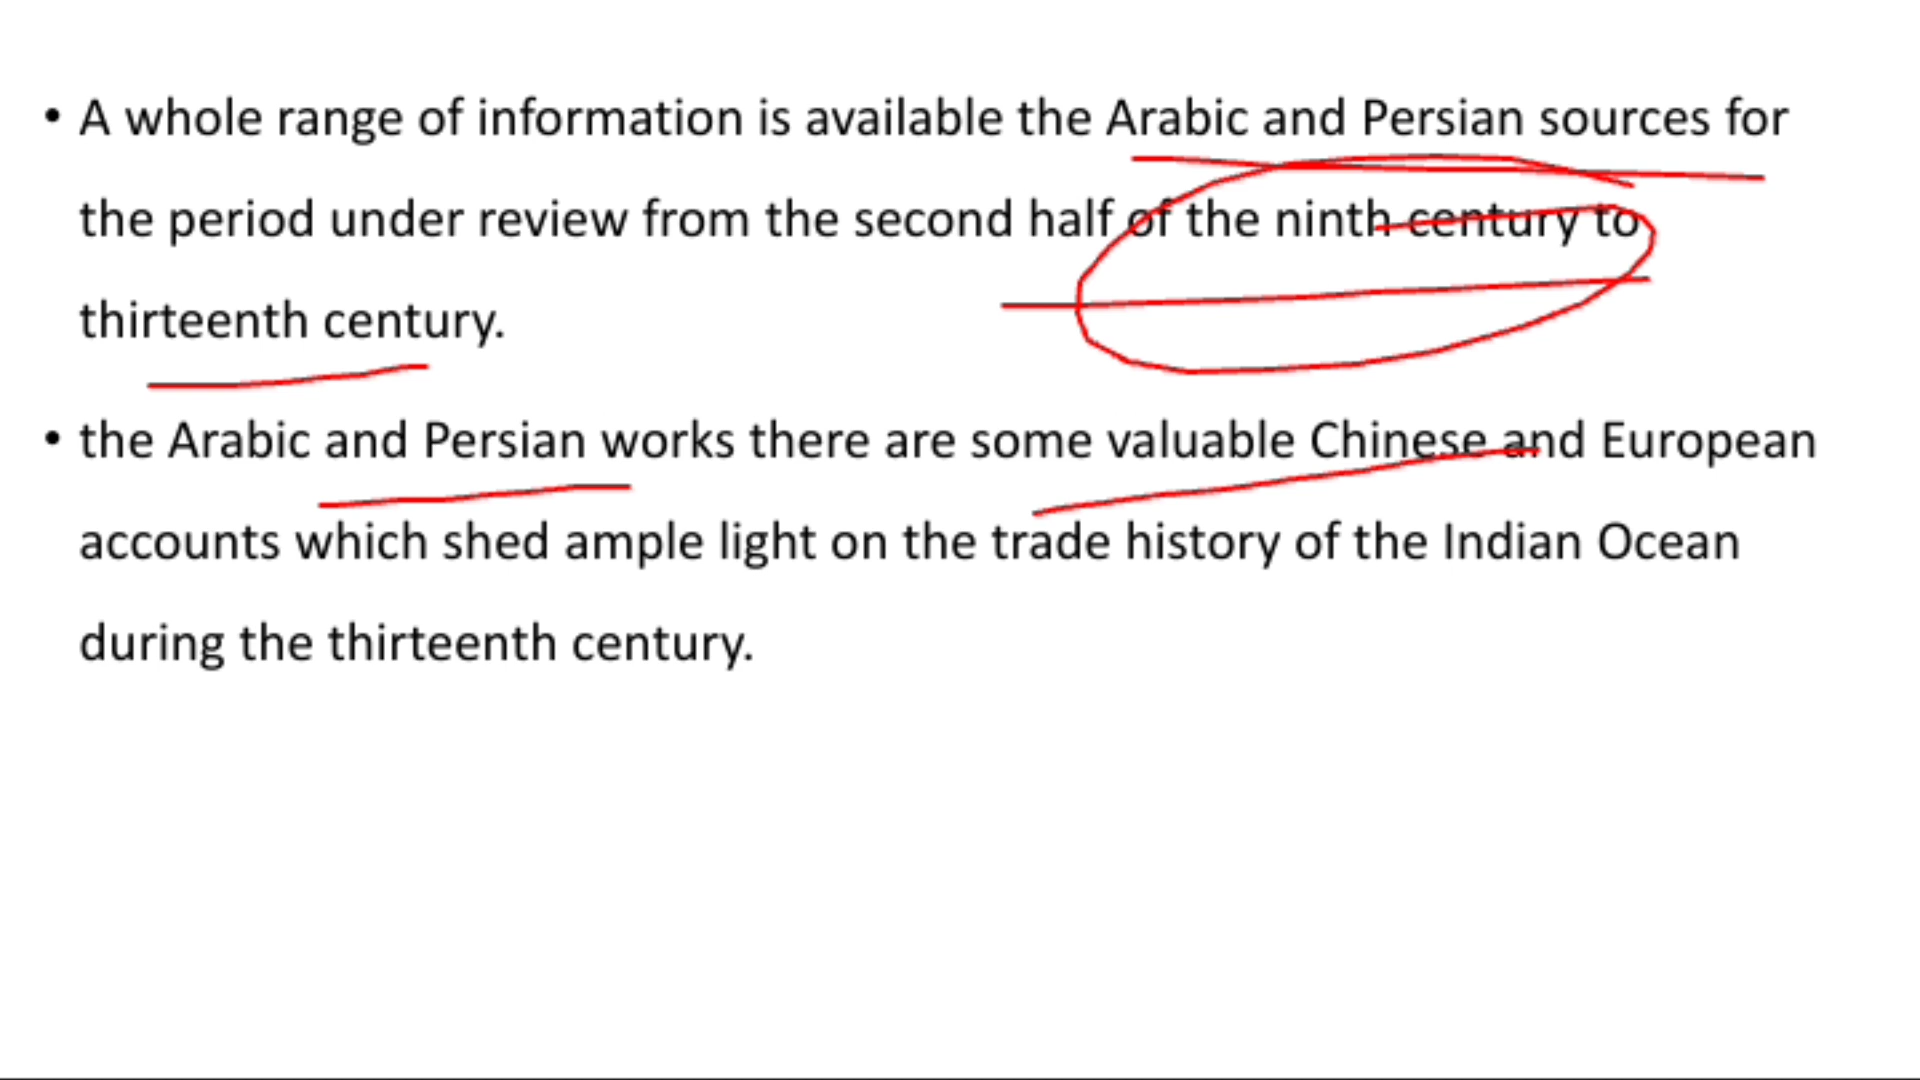 • A whole range of information is available the Arabic and Persian sources for
the period under review from the second half of the ninth century to
thirteenth century.
• the Arabic and Persian works there are some valuable Chinese and European
accounts which shed ample light on the trade history of the Indian Ocean
during the thirteenth century.